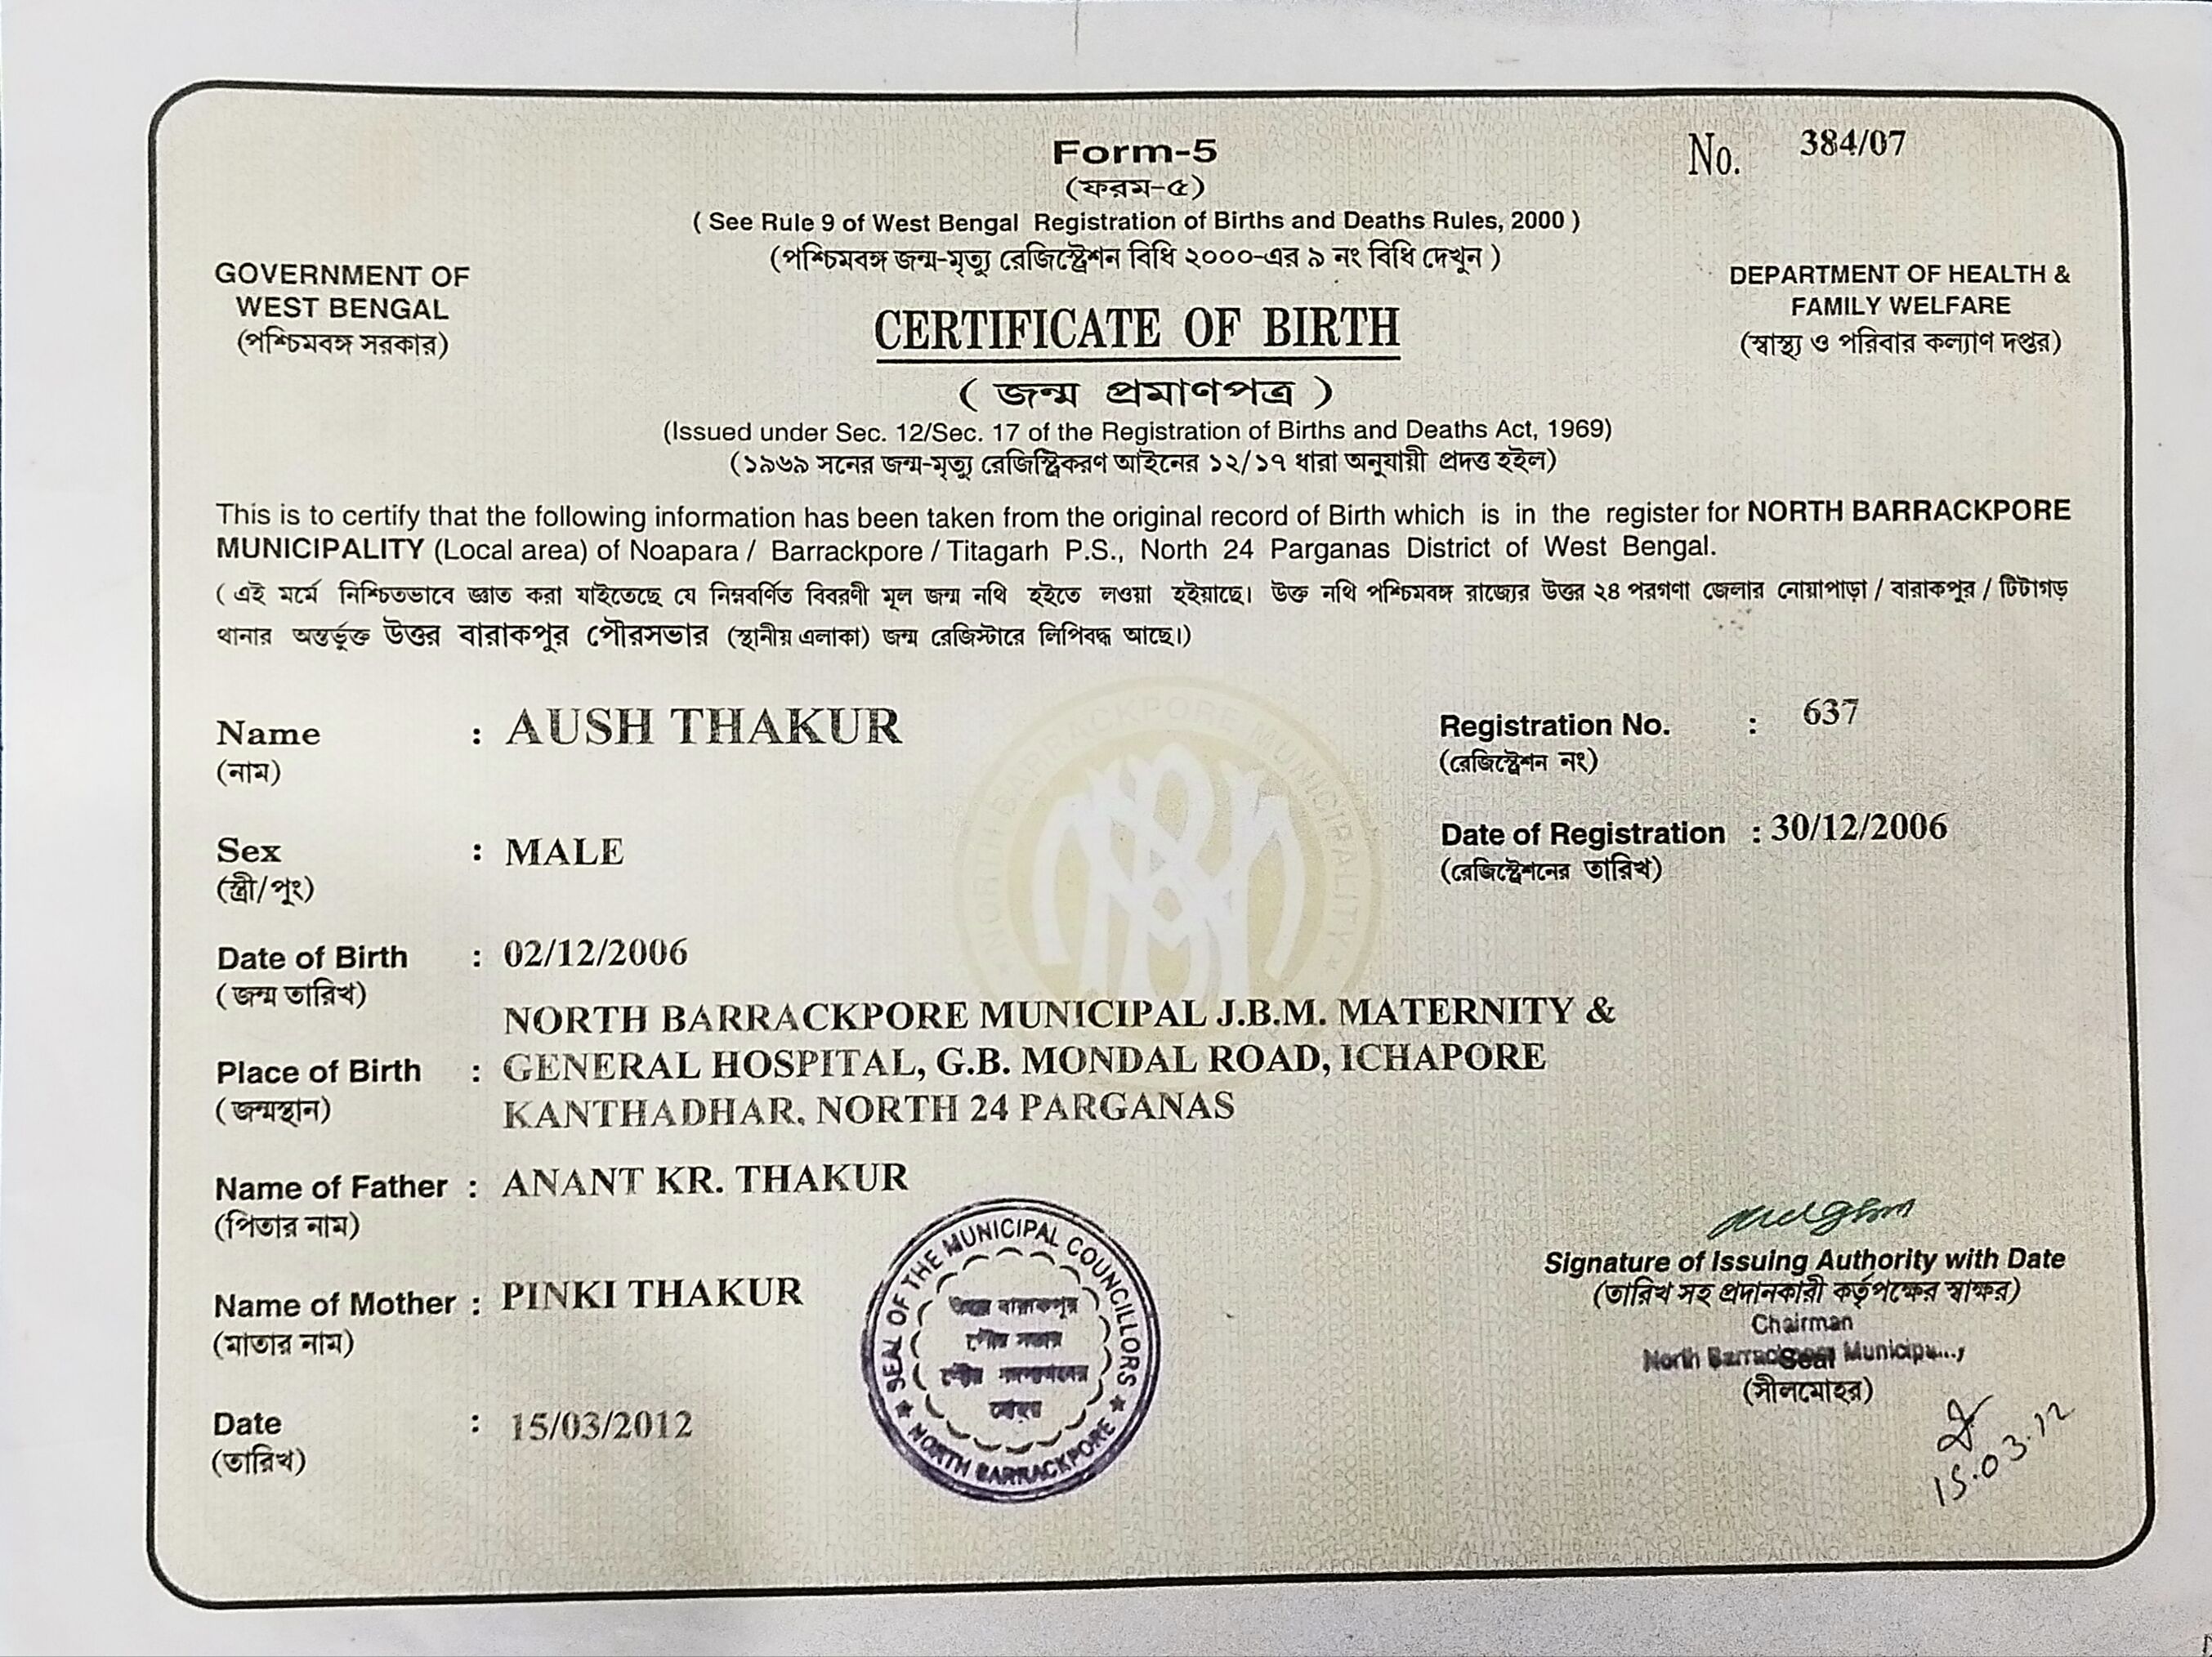 Form-5
No. 384/07
(ফরম-৫)
( See Rule 9 of West Bengal Registration of Births and Deaths Rules, 2000 )
(পশ্চিমবঙ্গ জন্ম-মৃত্যু রেজিস্ট্রেশন বিধি ২০০০-এর ৯ নং বিধি দেখুন )
GOVERNMENT OF
WEST BENGAL
(পশ্চিমবঙ্গ সরকার)
DEPARTMENT OF HEALTH &
FAMILY WELFARE
(স্বাস্থ্য ও পরিবার কল্যাণ দপ্তর)
CERTIFICATE OF BIRTH
( জন্ম প্রমাণপত্র )
(Issued under Sec. 12/Sec. 17 of the Registration of Births and Deaths Act, 1969)
(১৯৬৯ সনের জন্ম-মৃত্যু রেজিস্ট্রিকরণ আইনের ১২/১৭ ধারা অনুযায়ী প্রদত্ত হইল)
This is to certify that the following information has been taken from the original record of Birth which is in the register for NORTH BARRACKPORE
MUNICIPALITY (Local area) of Noapara / Barrackpore / Titagarh P.S., North 24 Parganas District of West Bengal.
( এই মর্মে নিশ্চিতভাবে জ্ঞাত করা যাইতেছে যে নিম্নবর্ণিত বিবরণী মূল জন্ম নথি হইতে লওয়া হইয়াছে। উক্ত নথি পশ্চিমবঙ্গ রাজ্যের উত্তর ২৪ পরগণা জেলার নোয়াপাড়া / বারাকপুর / টিটাগড়
থানার অন্তর্ভুক্ত উত্তর বারাকপুর পৌরসভার (স্থানীয় এলাকা) জন্ম রেজিস্টারে লিপিবদ্ধ আছে।)
Name : AUSH THAKUR
(নাম)
Registration No. : 637
(রেজিস্ট্রেশন নং)
Sex : MALE
(স্ত্রী/পুং)
Date of Registration : 30/12/2006
(রেজিস্ট্রেশনের তারিখ)
Date of Birth : 02/12/2006
(জন্ম তারিখ)
NORTH BARRACKPORE MUNICIPAL J.B.M. MATERNITY &
Place of Birth : GENERAL HOSPITAL, G.B. MONDAL ROAD, ICHAPORE
(জন্মস্থান)
KANTHADHAR, NORTH 24 PARGANAS
Name of Father : ANANT KR. THAKUR
(পিতার নাম)
Name of Mother : PINKI THAKUR
(মাতার নাম)
Date : 15/03/2012
(তারিখ)
SEAL OF THE MUNICIPAL COUNCILLORS
NORTH BARRACKPORE
Signature of Issuing Authority with Date
(তারিখ সহ প্রদানকারী কর্তৃপক্ষের স্বাক্ষর)
Chairman
North Barrackpore Municipality
Seal
(সীলমোহর)
15.03.12
NORTH BARRACKPORE MUNICIPALITY